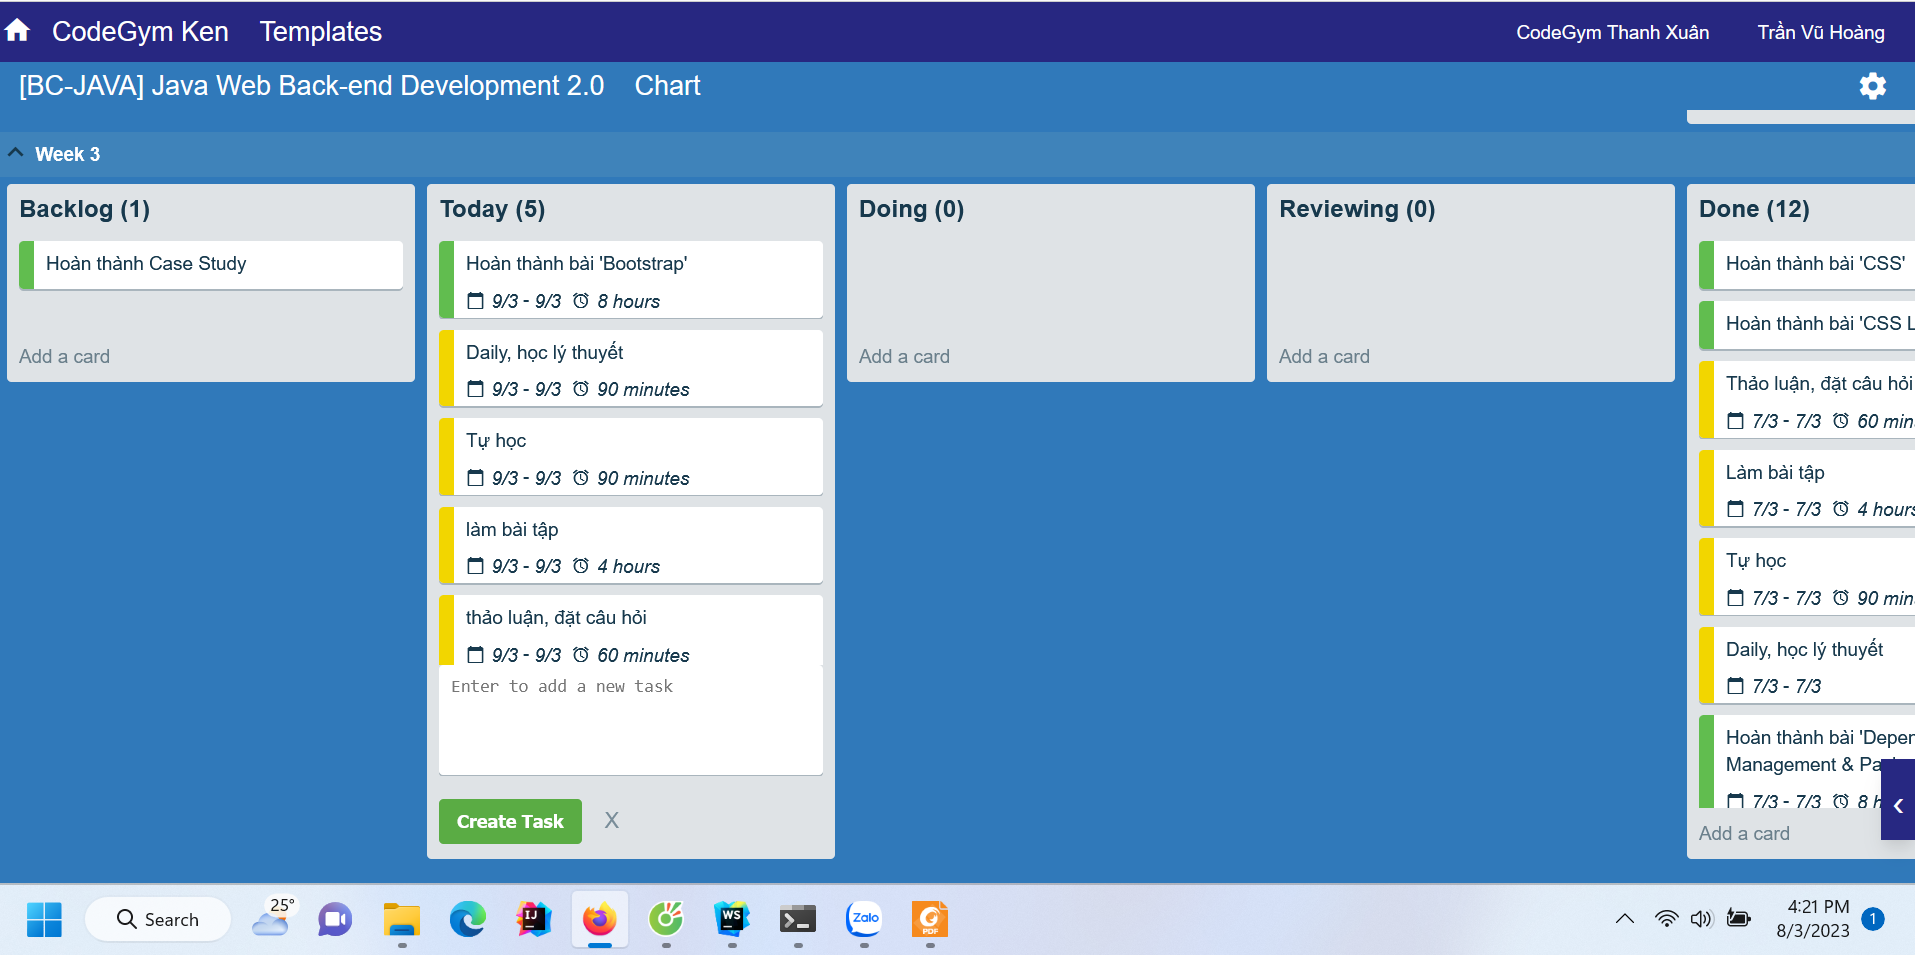 CodeGym Ken Templates CodeGym Thanh Xuân Trần Vũ Hoàng
[BC-JAVA] Java Web Back-end Development 2.0 Chart
Week 3
Backlog (1)
Hoàn thành Case Study
Add a card
Today (5)
Hoàn thành bài 'Bootstrap'
9/3 - 9/3 8 hours
Daily, học lý thuyết
9/3 - 9/3 90 minutes
Tự học
9/3 - 9/3 90 minutes
làm bài tập
9/3 - 9/3 4 hours
thảo luận, đặt câu hỏi
9/3 - 9/3 60 minutes
Enter to add a new task
Create Task X
Doing (0)
Add a card
Reviewing (0)
Add a card
Done (12)
Hoàn thành bài 'CSS'
Hoàn thành bài 'CSS L
Thảo luận, đặt câu hỏi
7/3 - 7/3 60 min
Làm bài tập
7/3 - 7/3 4 hours
Tự học
7/3 - 7/3 90 min
Daily, học lý thuyết
7/3 - 7/3
Hoàn thành bài 'Depen
Management & Pa
7/3 - 7/3 8 h
Add a card
25°
Search
IJ
WS
Zalo
PDF
4:21 PM
8/3/2023
1